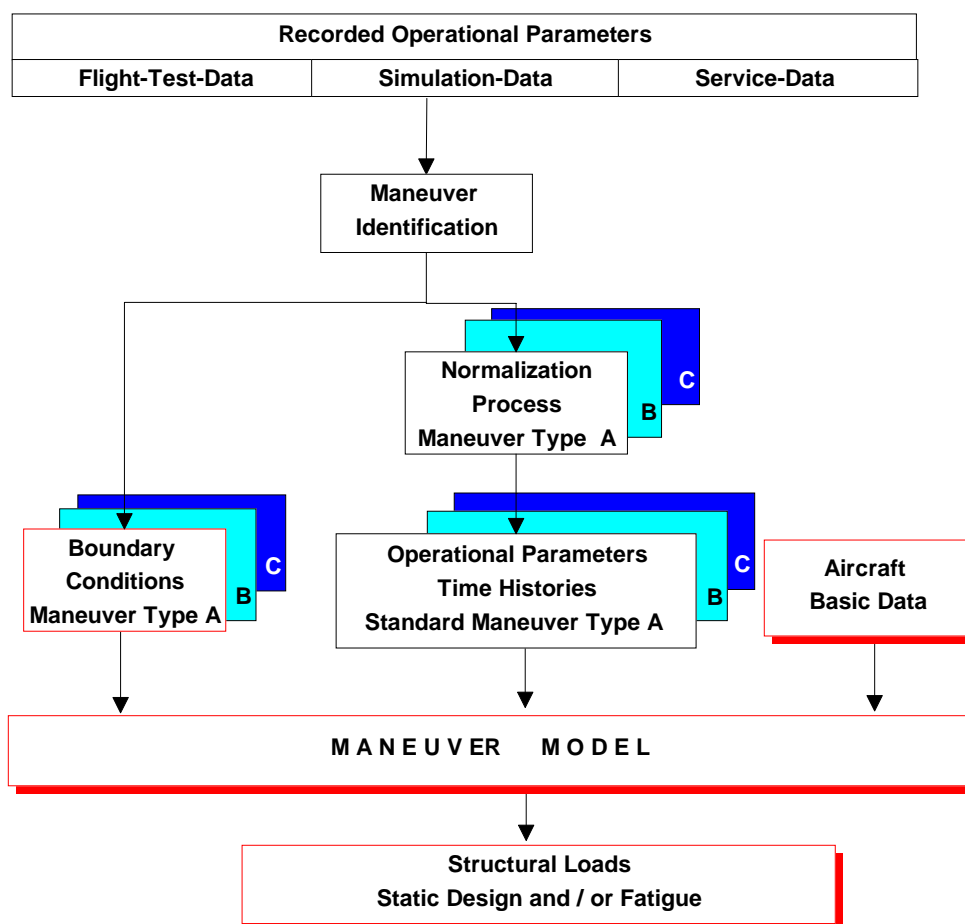 Recorded Operational Parameters
Flight-Test-Data
Simulation-Data
Service-Data
Maneuver
Identification
Normalization
Process
Maneuver Type A
B
C
Boundary
Conditions
Maneuver Type A
B
C
Operational Parameters
Time Histories
Standard Maneuver Type A
B
C
Aircraft
Basic Data
M A N E U V E R M O D E L
Structural Loads
Static Design and / or Fatigue